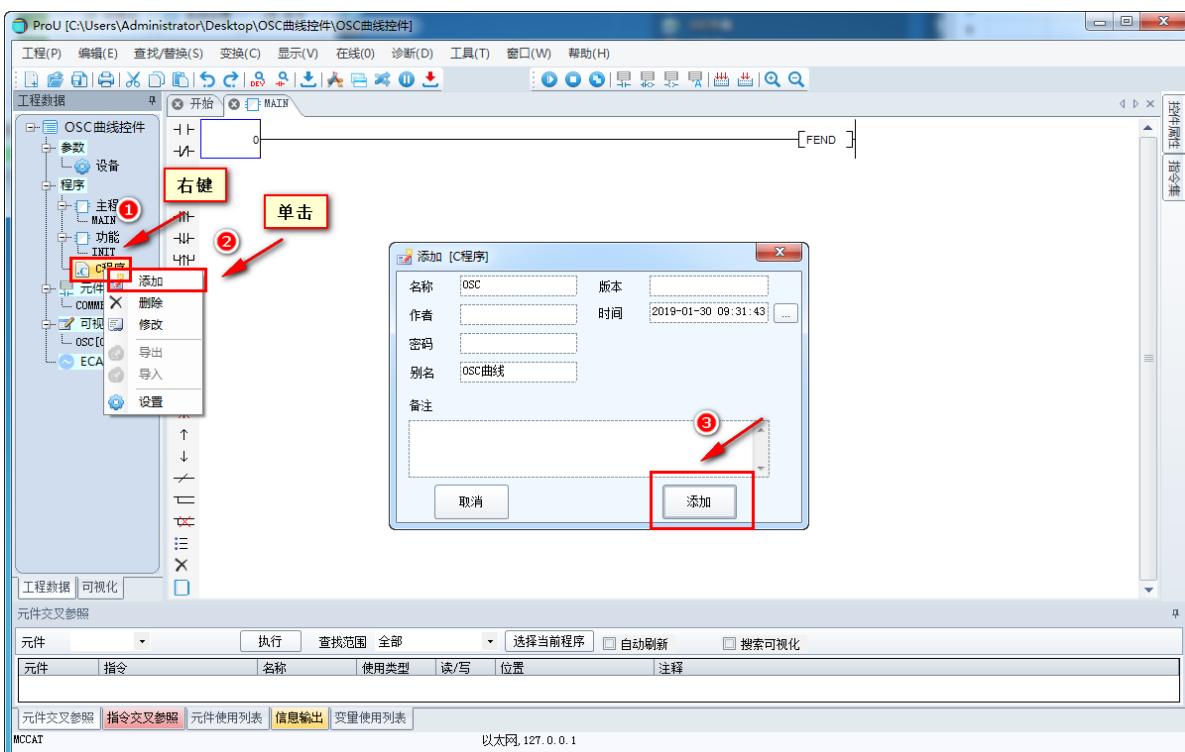 ProU [C:\Users\Administrator\Desktop\OSC曲线控件\OSC曲线控件]
工程(P) 编辑(E) 查找/替换(S) 变换(C) 显示(V) 在线(O) 诊断(D) 工具(T) 窗口(W) 帮助(H)
工程数据
开始 MAIN
OSC曲线控件
参数
设备
程序
主程
MAIN
功能
INIT
C程序
元件
COMME
可视
OSC[C
ECA
0
FEND
右键
1
单击
2
添加
删除
修改
导出
导入
设置
添加 [C程序]
名称 OSC 版本
作者 时间 2019-01-30 09:31:43 ...
密码
别名 OSC曲线
备注
3
取消 添加
控件属性
指令集
工程数据 可视化
元件交叉参照
元件 执行 查找范围 全部 选择当前程序 自动刷新 搜索可视化
元件 指令 名称 使用类型 读/写 位置 注释
元件交叉参照 指令交叉参照 元件使用列表 信息输出 变量使用列表
MCCAT 以太网,127.0.0.1